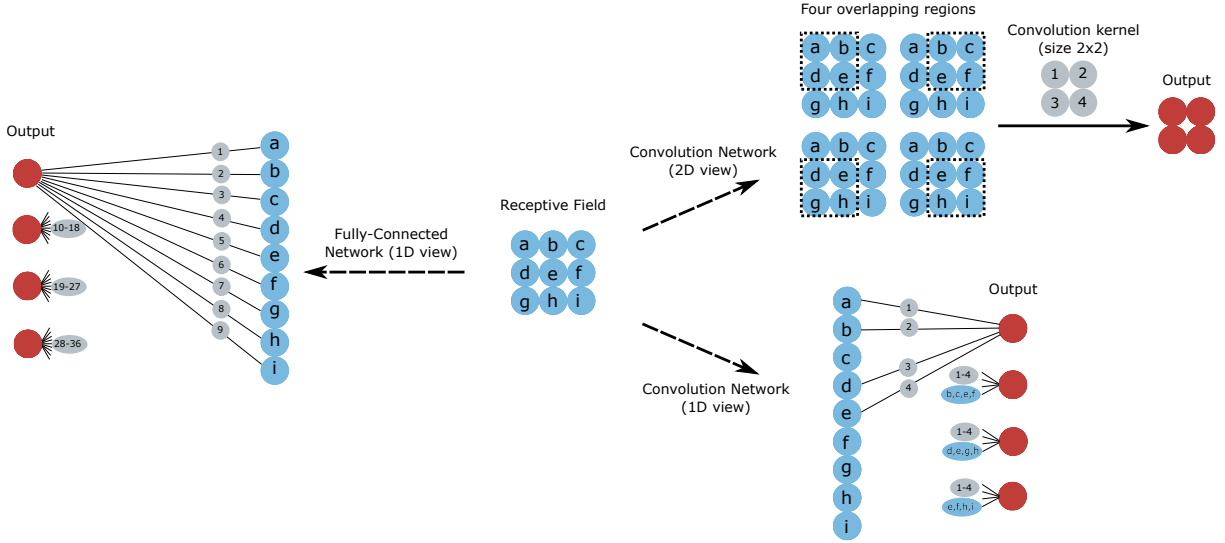 Output
1
2
3
4
5
6
7
8
9
a
b
c
d
e
f
g
h
i
10-18
19-27
28-36
Fully-Connected
Network (1D view)
Receptive Field
a b c
d e f
g h i
Convolution Network
(2D view)
Four overlapping regions
a b c a b c
d e f d e f
g h i g h i
a b c a b c
d e f d e f
g h i g h i
Convolution kernel
(size 2x2)
1 2
3 4
Output
Convolution Network
(1D view)
a
b
c
d
e
f
g
h
i
1
2
3
4
Output
1-4
b,c,e,f
1-4
d,e,g,h
1-4
e,f,h,i